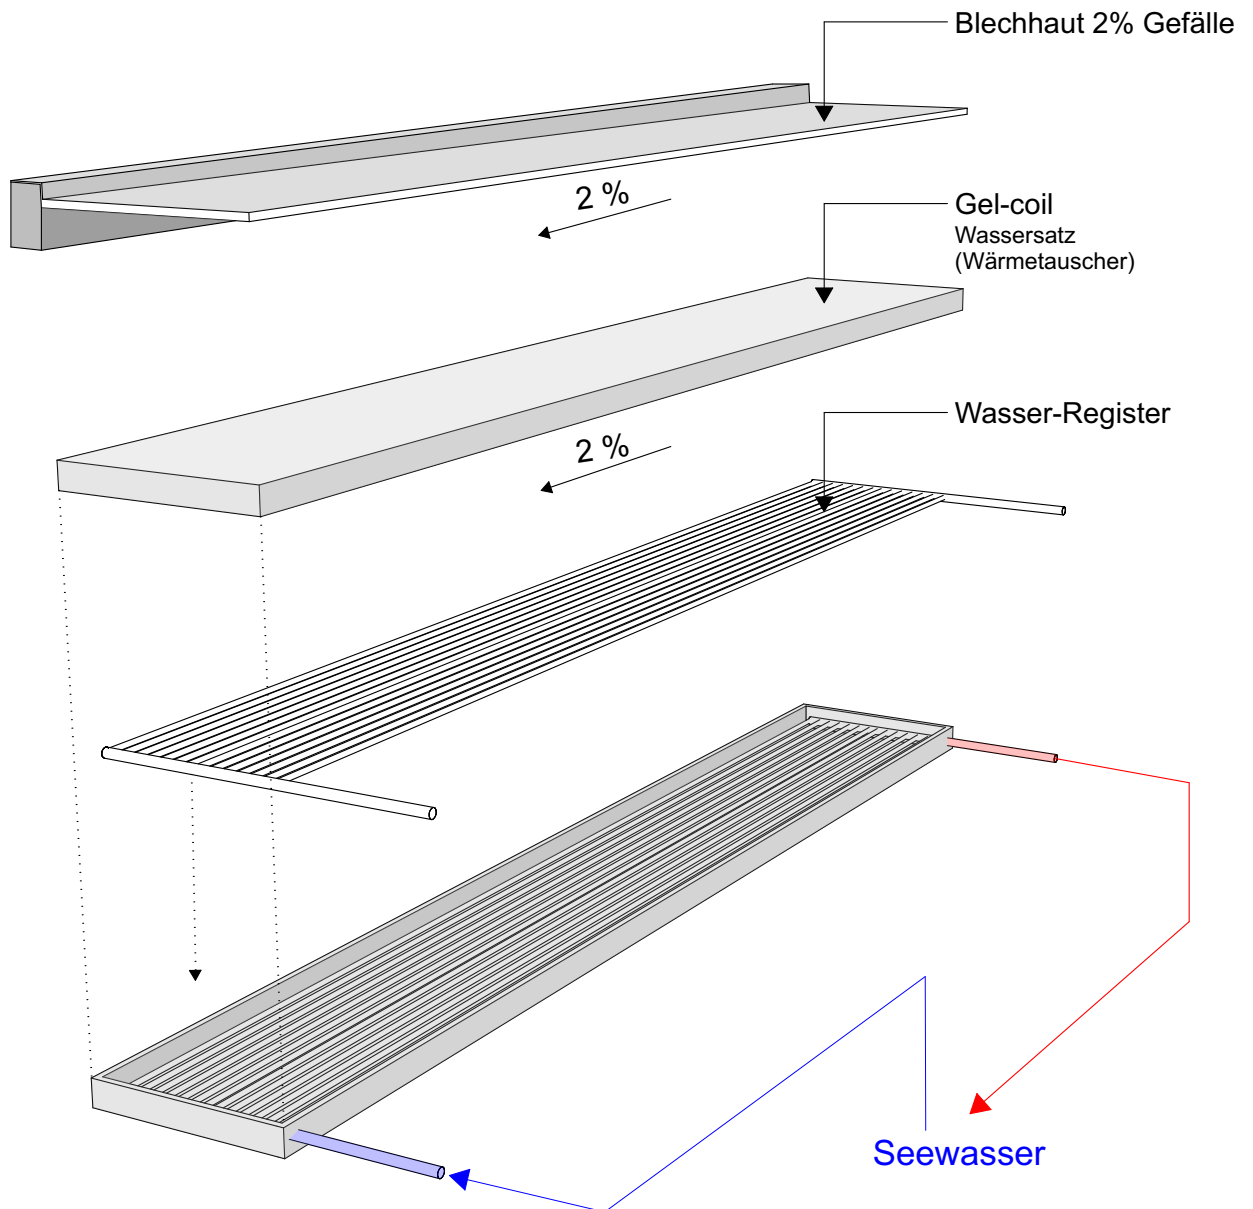 Blechhaut 2% Gefälle
2 %
Gel-coil
Wassersatz
(Wärmetauscher)
Wasser-Register
2 %
Seewasser